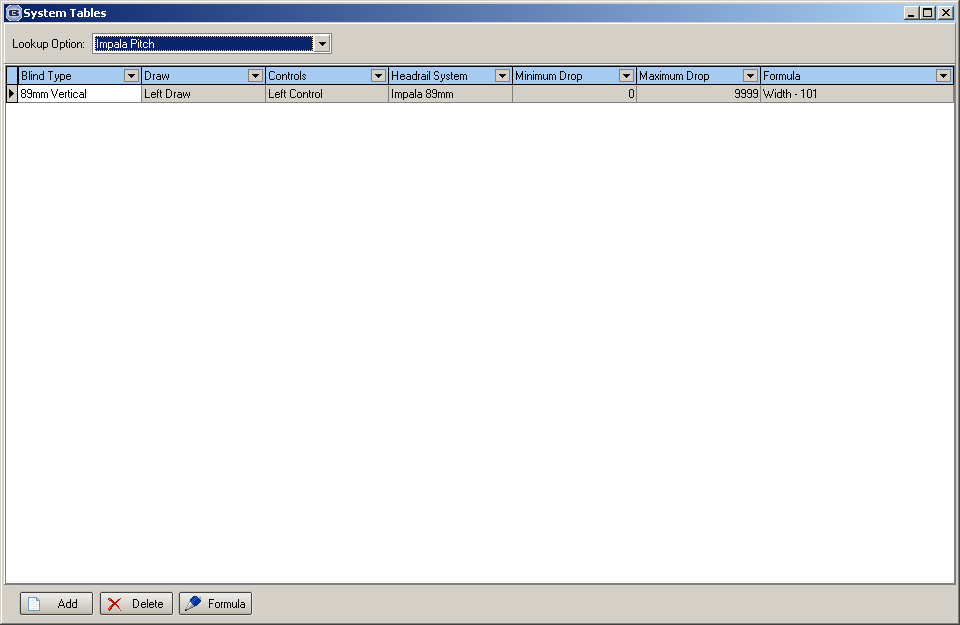 System Tables
Lookup Option: Impala Pitch
Blind Type Draw Controls Headrail System Minimum Drop Maximum Drop Formula
89mm Vertical Left Draw Left Control Impala 89mm 0 9999 Width - 101
Add Delete Formula